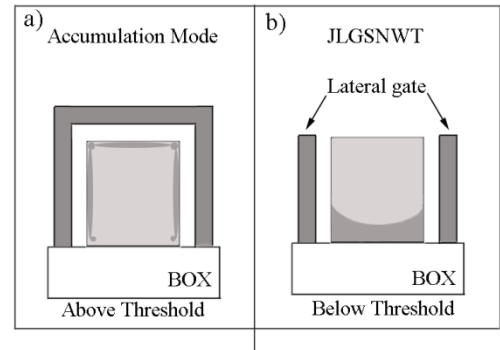 a)
Accumulation Mode
BOX
Above Threshold
b)
JLGSNWT
Lateral gate
BOX
Below Threshold